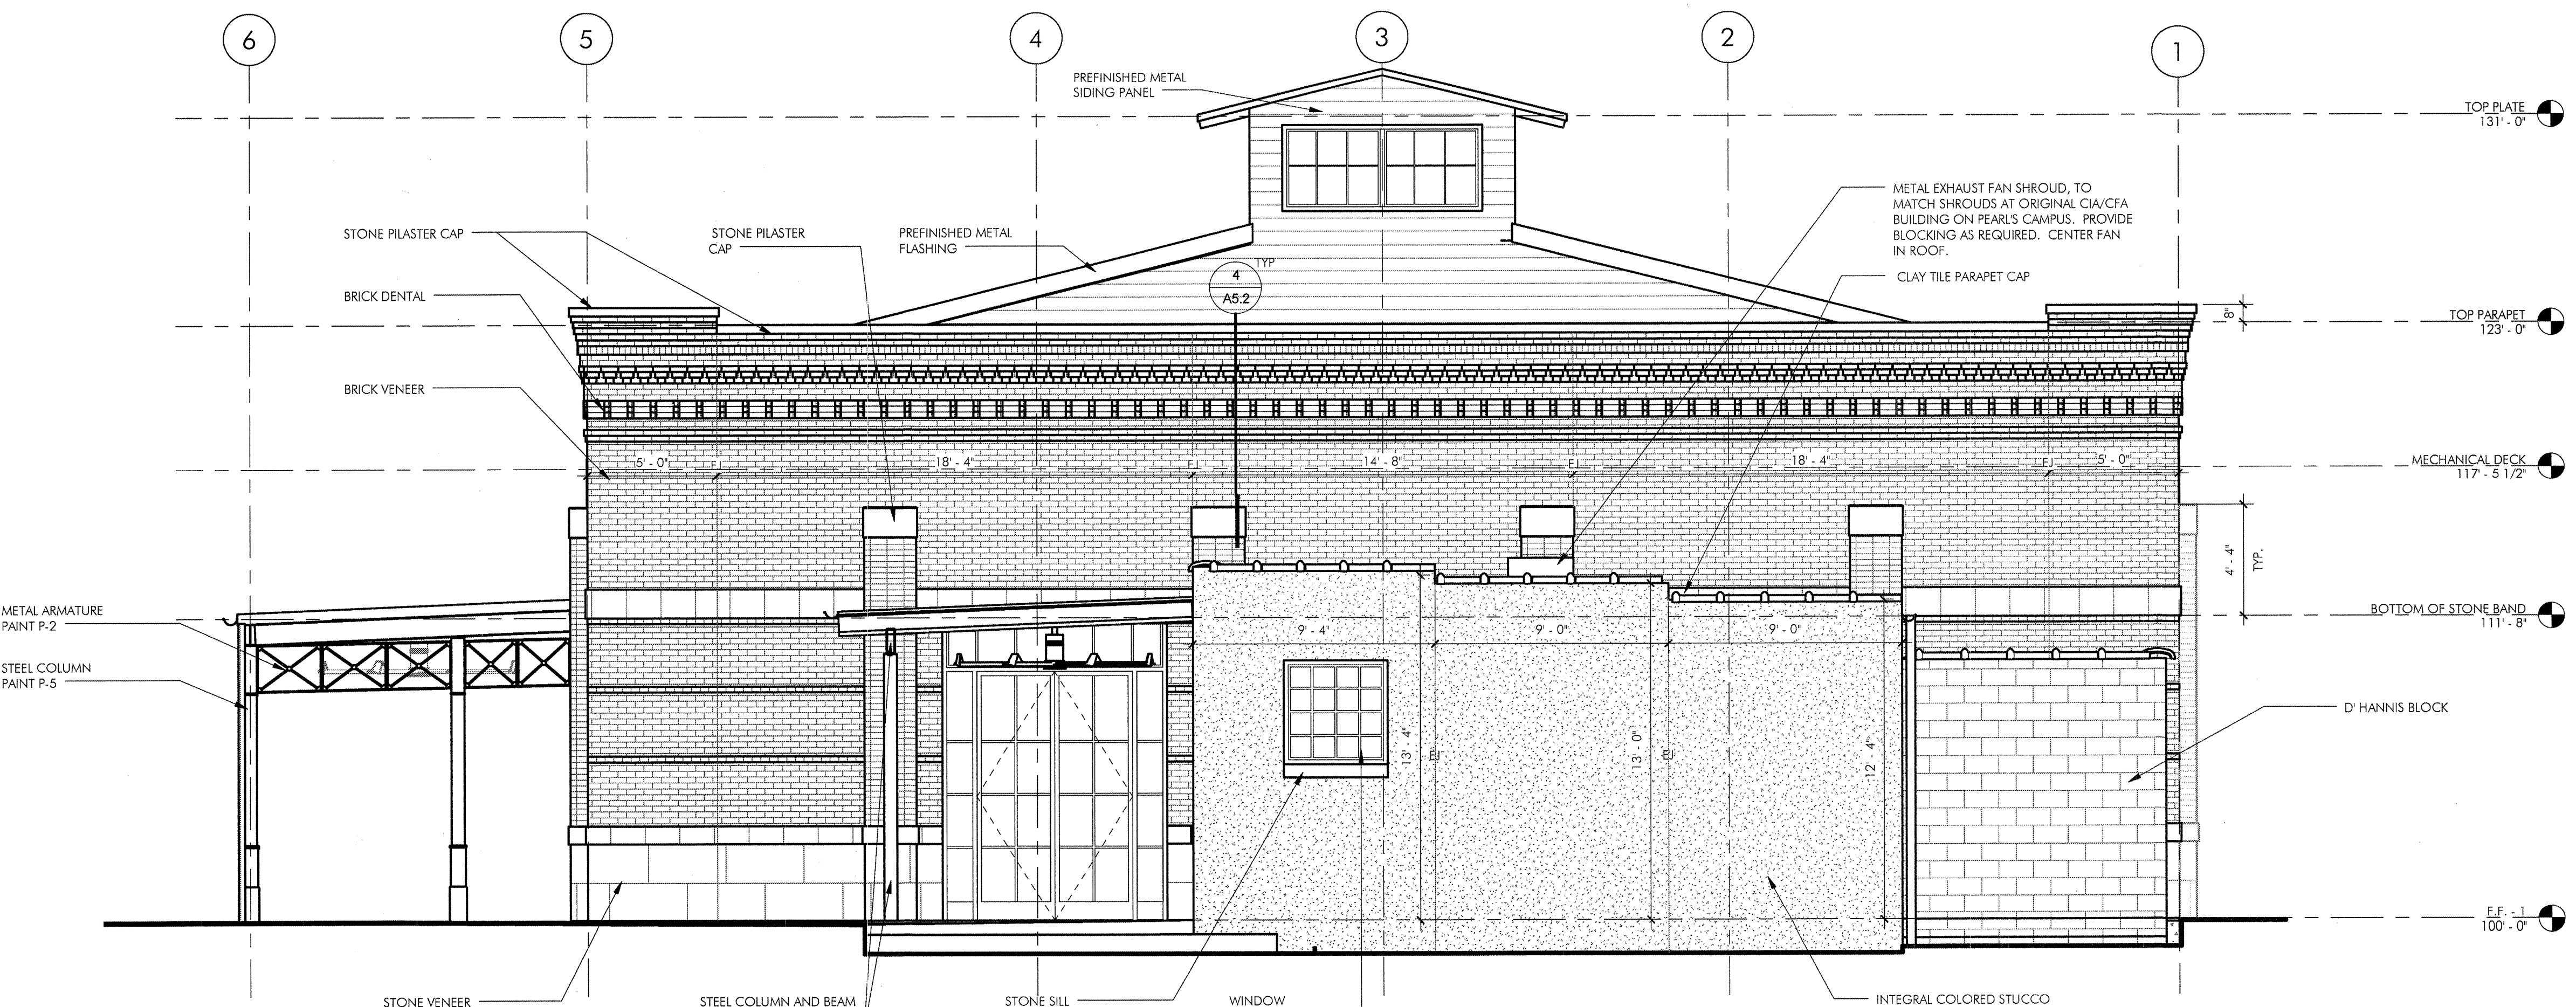 6
5
4
3
2
1
PREFINISHED METAL
SIDING PANEL
TOP PLATE
131' - 0"
METAL EXHAUST FAN SHROUD, TO
MATCH SHROUDS AT ORIGINAL CIA/CFA
BUILDING ON PEARL'S CAMPUS. PROVIDE
BLOCKING AS REQUIRED. CENTER FAN
IN ROOF.
STONE PILASTER CAP
STONE PILASTER
CAP
PREFINISHED METAL
FLASHING
4
A5.2
TYP
CLAY TILE PARAPET CAP
BRICK DENTAL
8"
TOP PARAPET
123' - 0"
BRICK VENEER
5' - 0"
EJ
18' - 4"
EJ
14' - 8"
EJ
18' - 4"
EJ
5' - 0"
MECHANICAL DECK
117' - 5 1/2"
4' - 4"
TYP.
METAL ARMATURE
PAINT P-2
BOTTOM OF STONE BAND
111' - 8"
9' - 4"
9' - 0"
9' - 0"
STEEL COLUMN
PAINT P-5
D' HANNIS BLOCK
13' - 4"
EJ
13' - 0"
EJ
12' - 4"
F.F. - 1
100' - 0"
STONE VENEER
STEEL COLUMN AND BEAM
STONE SILL
WINDOW
INTEGRAL COLORED STUCCO